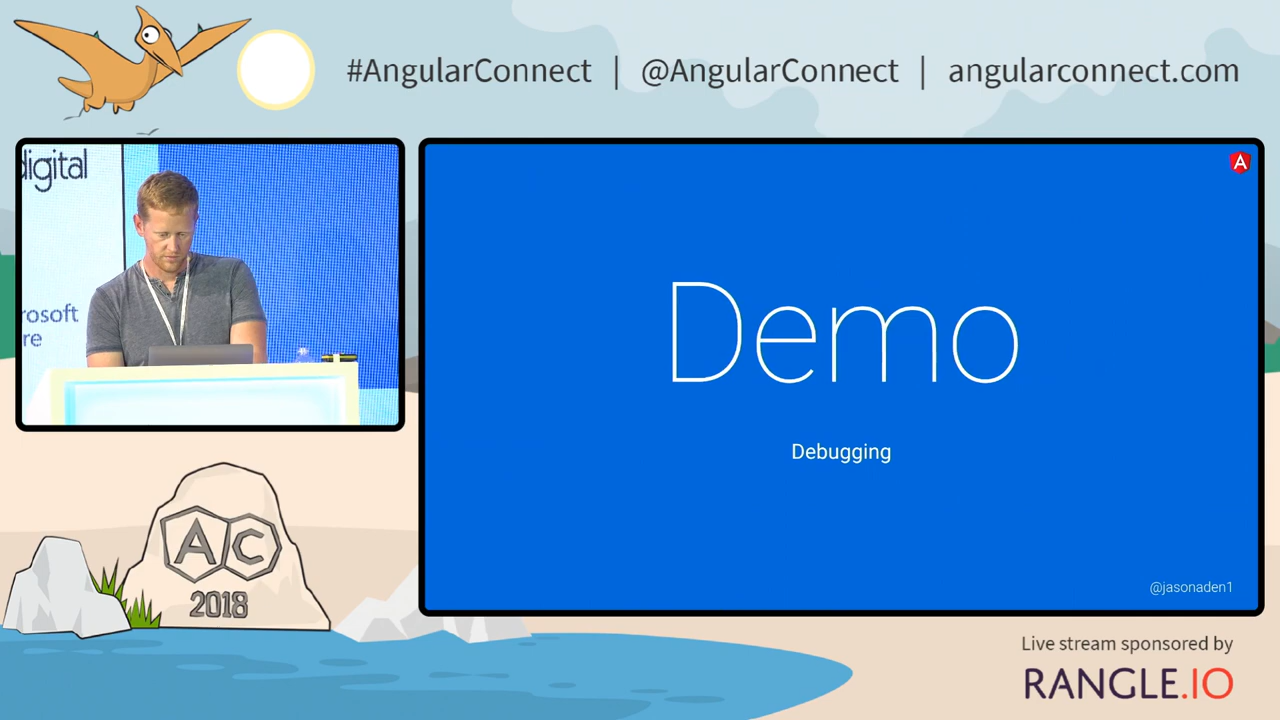 #AngularConnect | @AngularConnect | angularconnect.com
digital
rosoft
re
Demo
Debugging
@jasonaden1
AC
2018
Live stream sponsored by
RANGLE.IO